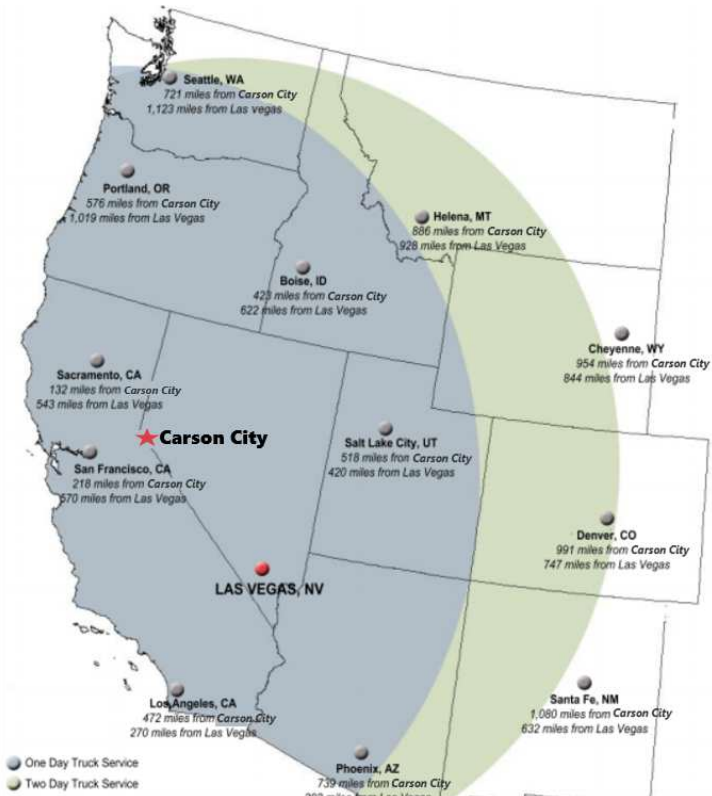 Seattle, WA
721 miles from Carson City
1,123 miles from Las vegas
Portland, OR
576 miles from Carson City
1,019 miles from Las Vegas
Helena, MT
886 miles from Carson City
928 miles from Las Vegas
Boise, ID
423 miles from Carson City
622 miles from Las Vegas
Cheyenne, WY
954 miles from Carson City
844 miles from Las Vegas
Sacramento, CA
132 miles from Carson City
543 miles from Las Vegas
Carson City
Salt Lake City, UT
518 miles fron Carson City
420 miles from Las Vegas
San Francisco, CA
218 miles from Carson City
570 miles from Las Vegas
Denver, CO
991 miles from Carson City
747 miles from Las Vegas
LAS VEGAS, NV
Santa Fe, NM
1,080 miles from Carson City
632 miles from Las Vegas
Los Angeles, CA
472 miles from Carson City
270 miles from Las Vegas
One Day Truck Service
Two Day Truck Service
Phoenix, AZ
739 miles from Carson City
miles from Las Vegas